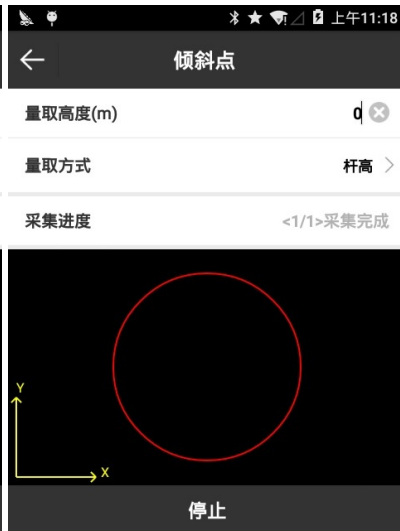 上午11:18
倾斜点
量取高度(m) 0
量取方式 杆高
采集进度 <1/1>采集完成
Y
X
停止